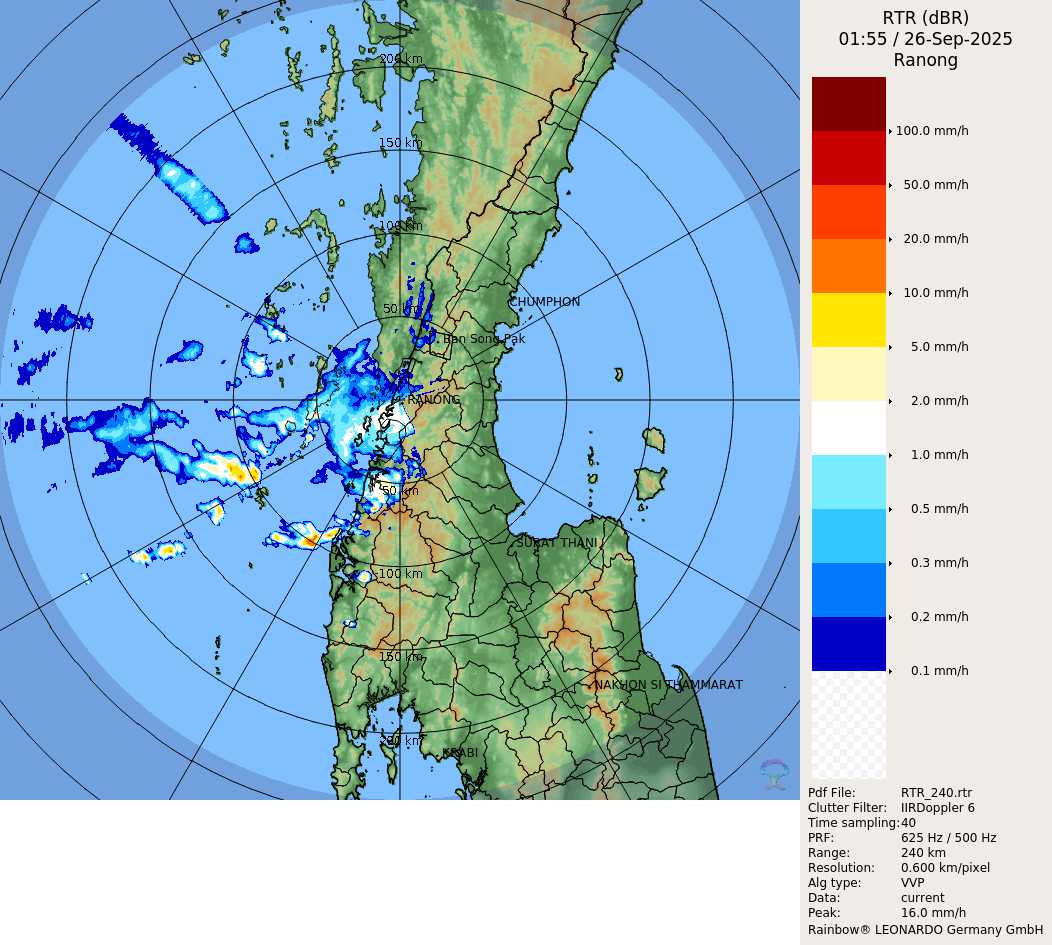 RTR (dBR)
01:55 / 26-Sep-2025
Ranong
200 km
150 km
100 km
50 km
CHUMPHON
Ban Song Pak
RANONG
50 km
SURAT THANI
100 km
150 km
NAKHON SI THAMMARAT
200 km
KRABI
100.0 mm/h
50.0 mm/h
20.0 mm/h
10.0 mm/h
5.0 mm/h
2.0 mm/h
1.0 mm/h
0.5 mm/h
0.3 mm/h
0.2 mm/h
0.1 mm/h
Pdf File: RTR_240.rtr
Clutter Filter: IIRDoppler 6
Time sampling: 40
PRF: 625 Hz / 500 Hz
Range: 240 km
Resolution: 0.600 km/pixel
Alg type: VVP
Data: current
Peak: 16.0 mm/h
Rainbow® LEONARDO Germany GmbH